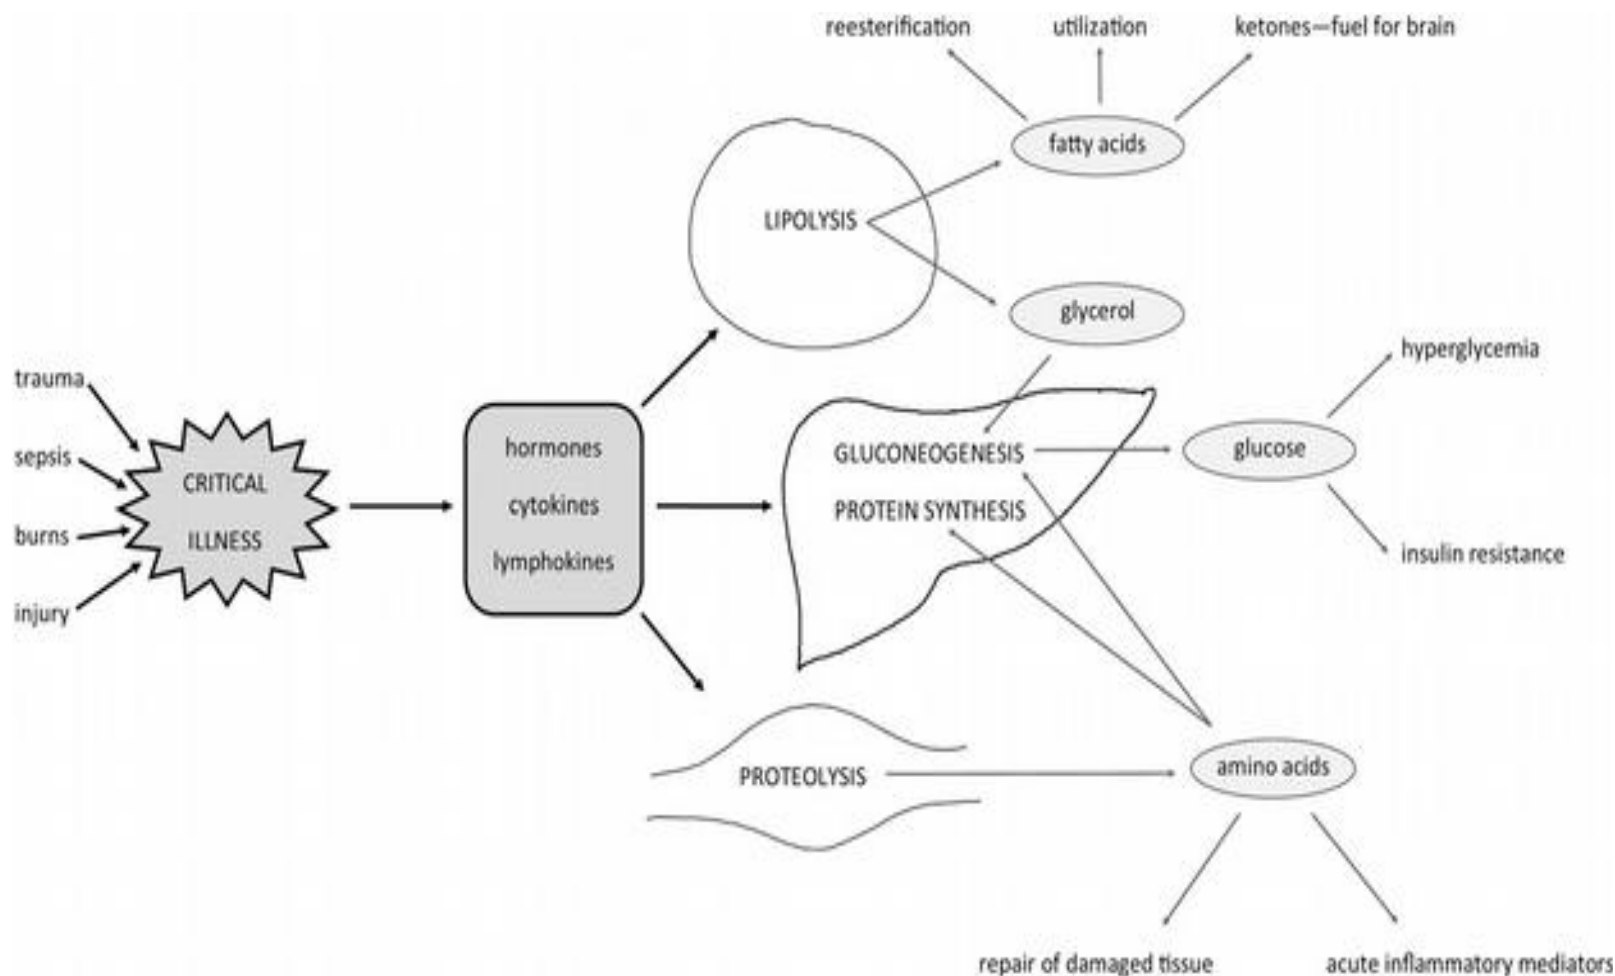 reesterification
utilization
ketones—fuel for brain
fatty acids
LIPOLYSIS
glycerol
hyperglycemia
trauma
sepsis
burns
injury
CRITICAL
ILLNESS
hormones
cytokines
lymphokines
GLUCONEOGENESIS
PROTEIN SYNTHESIS
glucose
insulin resistance
PROTEOLYSIS
amino acids
repair of damaged tissue
acute inflammatory mediators